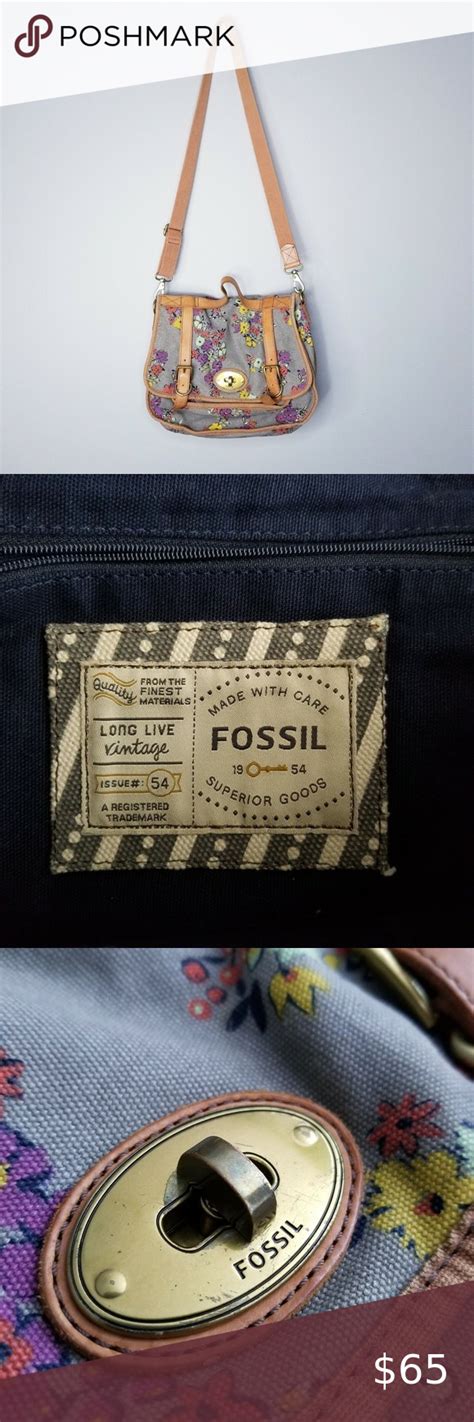 POSHMARK
Quality
FROM THE
FINEST
MATERIALS
LONG LIVE
vintage
ISSUE#: 54
A REGISTERED
TRADEMARK
MADE WITH CARE
FOSSIL
19 54
SUPERIOR GOODS
FOSSIL
$65